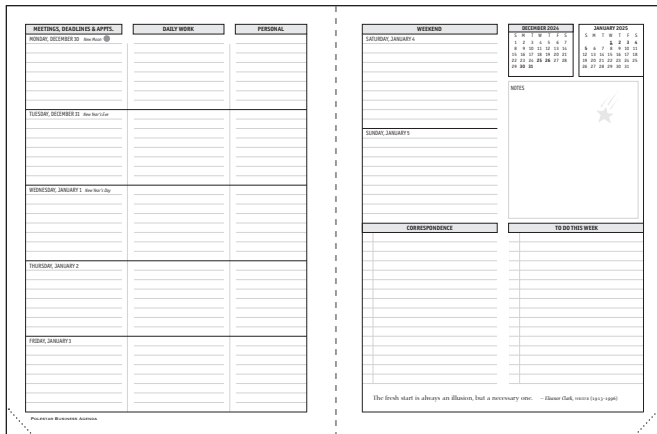 MEETINGS, DEADLINES & APPTS.
DAILY WORK
PERSONAL
MONDAY, DECEMBER 30 New Moon
TUESDAY, DECEMBER 31 New Year's Eve
WEDNESDAY, JANUARY 1 New Year's Day
THURSDAY, JANUARY 2
FRIDAY, JANUARY 3
POLESTAR BUSINESS AGENDA
WEEKEND
SATURDAY, JANUARY 4
SUNDAY, JANUARY 5
DECEMBER 2024
S M T W T F S
1 2 3 4 5 6 7
8 9 10 11 12 13 14
15 16 17 18 19 20 21
22 23 24 25 26 27 28
29 30 31
JANUARY 2025
S M T W T F S
1 2 3 4
5 6 7 8 9 10 11
12 13 14 15 16 17 18
19 20 21 22 23 24 25
26 27 28 29 30 31
NOTES
CORRESPONDENCE
TO DO THIS WEEK
The fresh start is always an illusion, but a necessary one. – Eleanor Clark, (1913-1996)